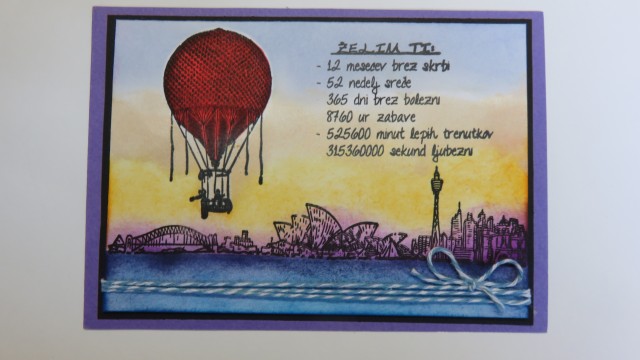 ŽELIM TI:
- 12 mesecev brez skrbi
- 52 nedelj sreče
365 dni brez bolezni
8760 ur zabave
- 525600 minut lepih trenutkov
315360000 sekund ljubezni